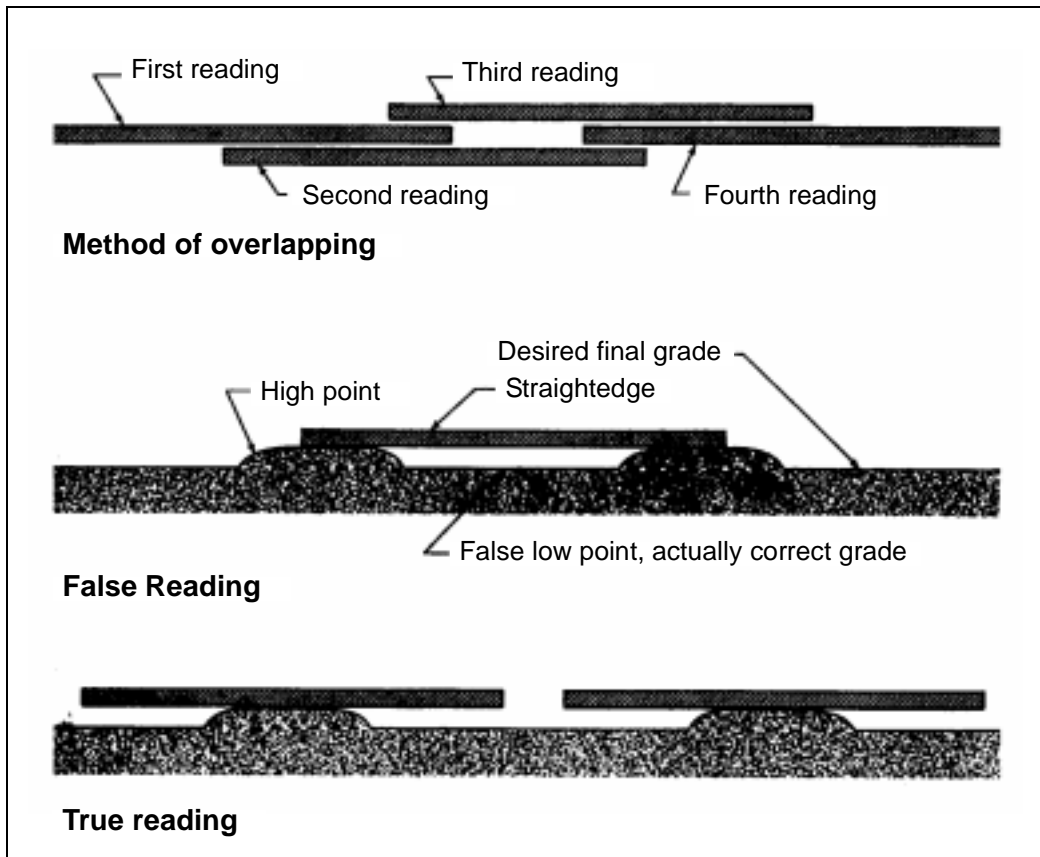 First reading
Third reading
Second reading
Fourth reading
Method of overlapping
Desired final grade
High point
Straightedge
False low point, actually correct grade
False Reading
True reading